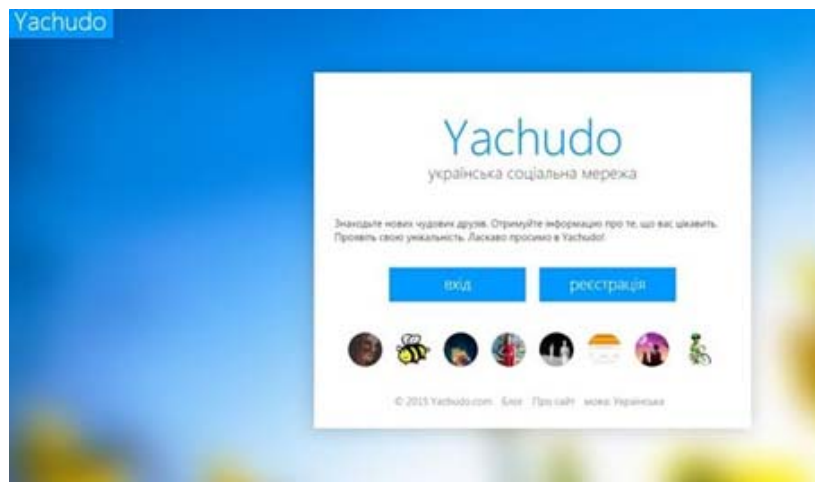 Yachudo
Yachudo
українська соціальна мережа
Знаходьте нових чудових друзів. Отримуйте інформацію про те, що вас цікавить.
Проявіть свою унікальність. Ласкаво просимо в Yachudo!
вхід
реєстрація
© 2015 Yachudo.com Блог Про сайт мова: Українська